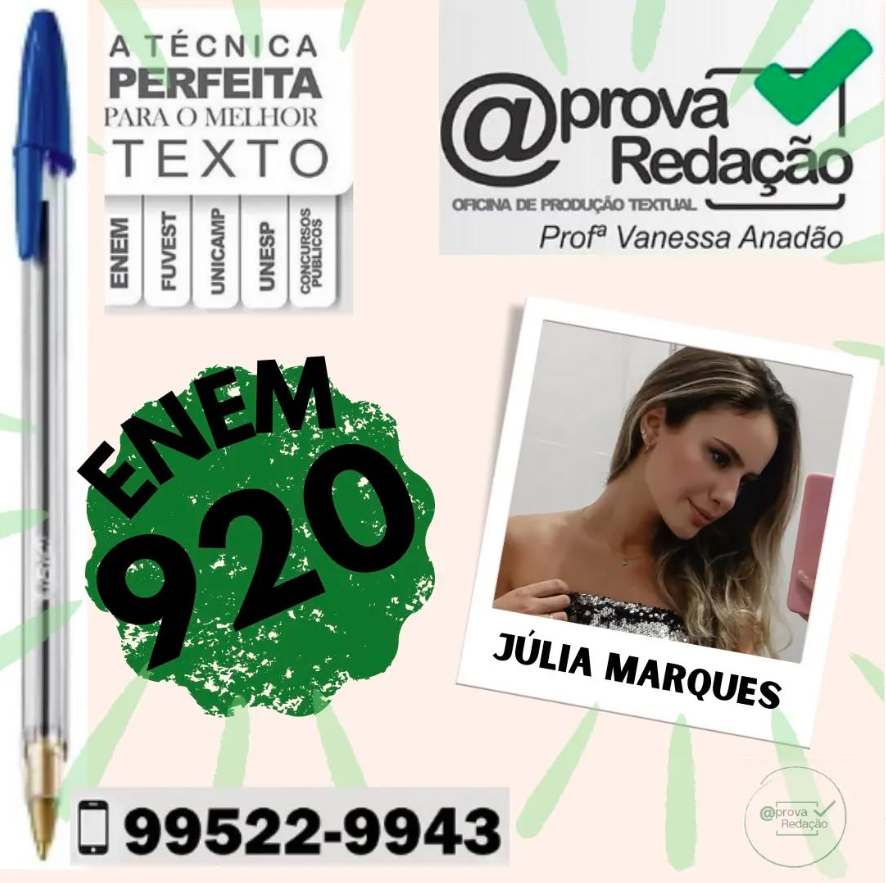 A TÉCNICA
PERFEITA
PARA O MELHOR
TEXTO
ENEM
FUVEST
UNICAMP
UNESP
CONCURSOS
PÚBLICOS
@prova
Redação
OFICINA DE PRODUÇÃO TEXTUAL
Profª Vanessa Anadão
ENEM
920
JÚLIA MARQUES
99522-9943
@prova
Redação